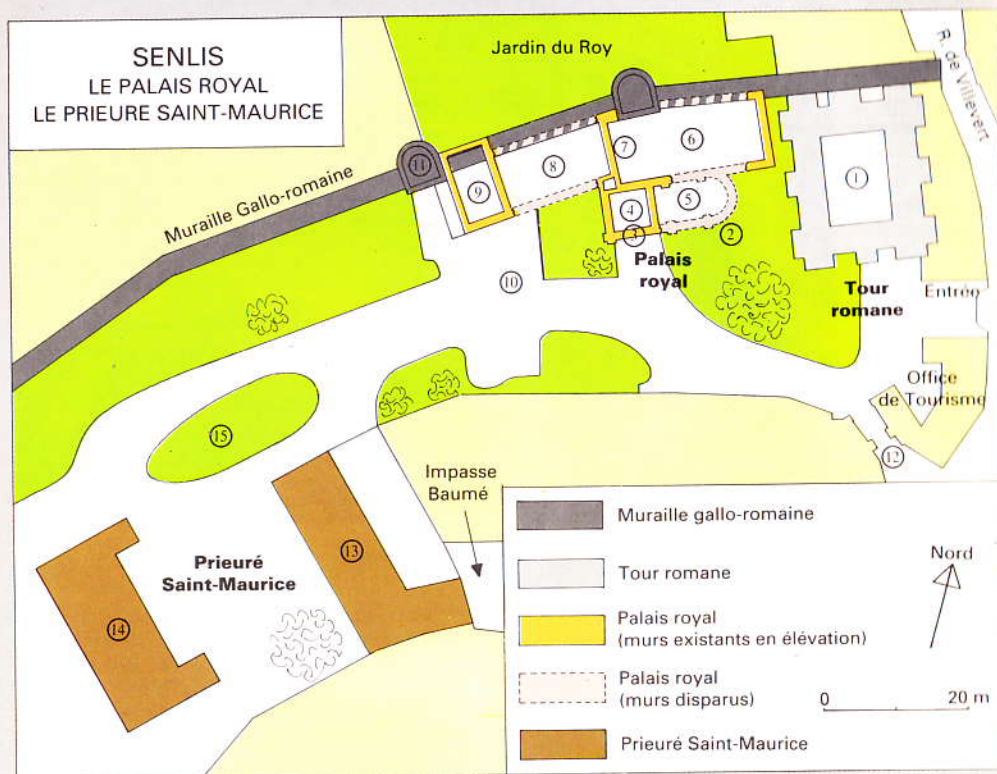 SENLIS
LE PALAIS ROYAL
LE PRIEURE SAINT-MAURICE
Jardin du Roy
R. de Villevert
Muraille Gallo-romaine
11
9
8
7
6
4
5
3
2
1
Palais
royal
10
Tour
romane
Entrée
Office
de Tourisme
12
15
Impasse
Baumé
13
Prieuré
Saint-Maurice
14
Muraille gallo-romaine
Tour romane
Palais royal
(murs existants en élévation)
Palais royal
(murs disparus)
Prieuré Saint-Maurice
Nord
0 20 m